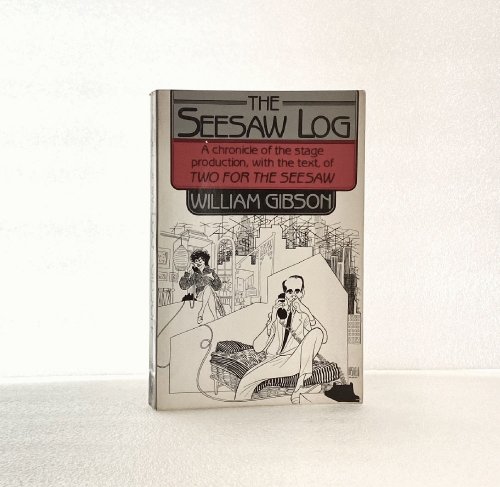 THE
SEESAW LOG
A chronicle of the stage
production, with the text, of
TWO FOR THE SEESAW
WILLIAM GIBSON